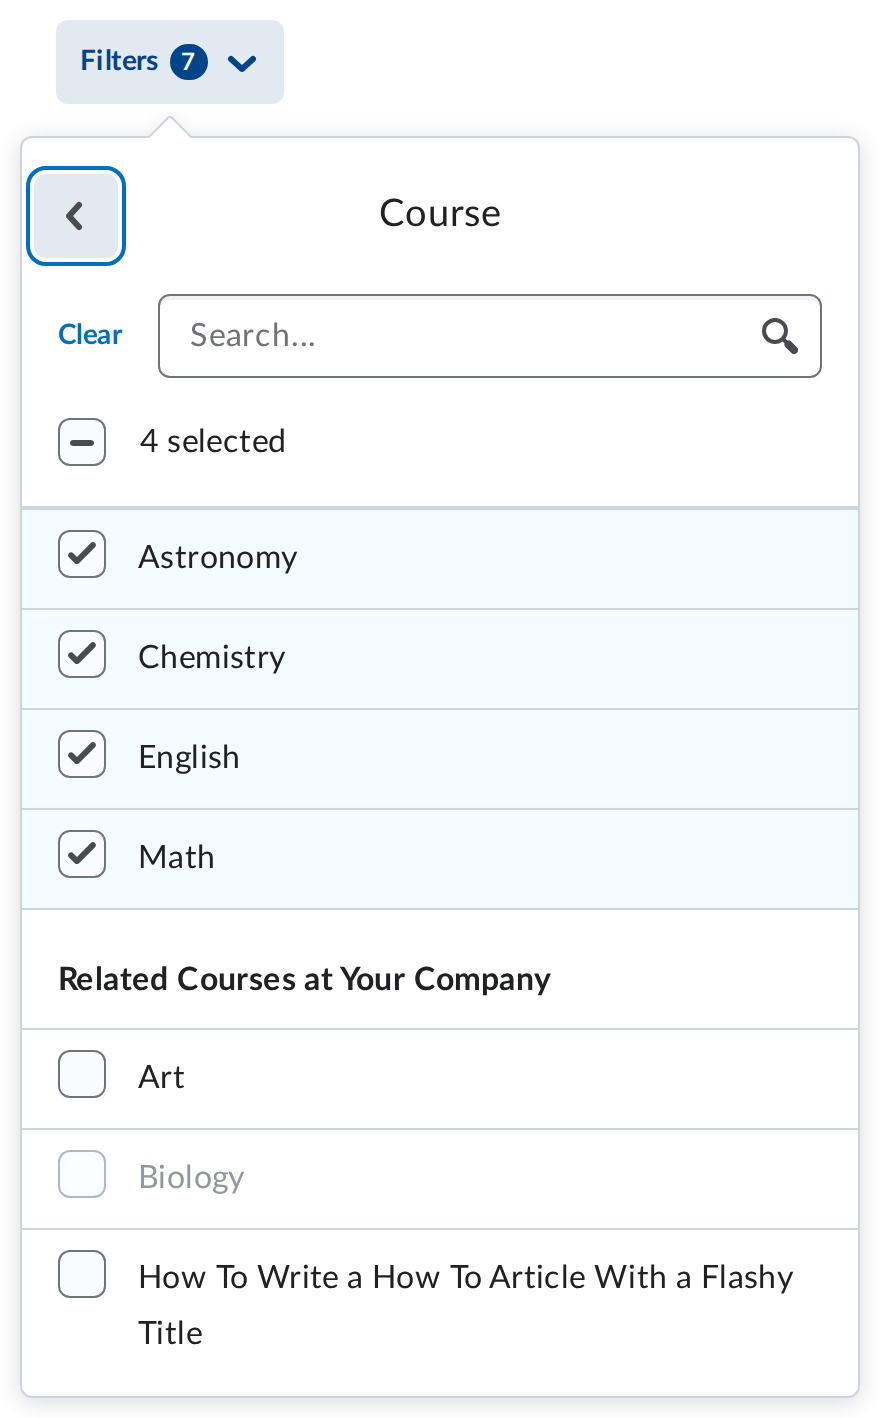 Filters 7
Course
Clear Search...
4 selected
Astronomy
Chemistry
English
Math
Related Courses at Your Company
Art
Biology
How To Write a How To Article With a Flashy
Title